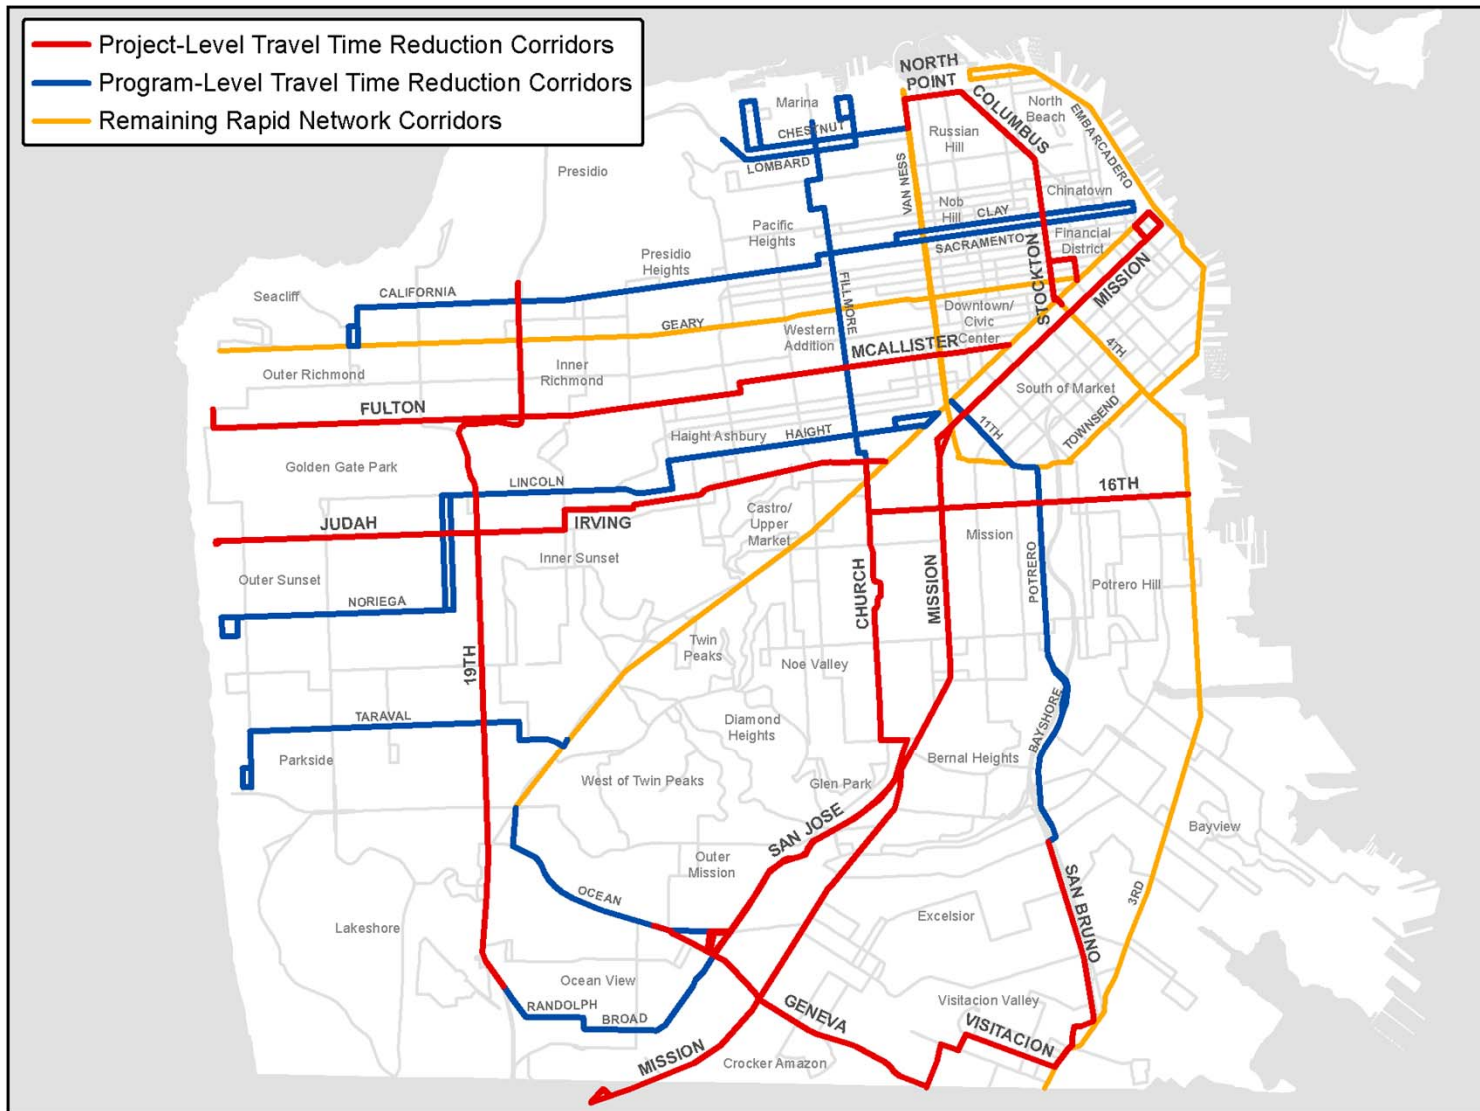 Project-Level Travel Time Reduction Corridors
Program-Level Travel Time Reduction Corridors
Remaining Rapid Network Corridors
NORTH
POINT
COLUMBUS
North
Beach
EMBARCADERO
Marina
CHESTNUT
LOMBARD
Russian
Hill
VAN NESS
Presidio
Chinatown
Nob
Hill
CLAY
SACRAMENTO
Financial
District
Pacific
Heights
Presidio
Heights
STOCKTON
MISSION
Seacliff
CALIFORNIA
FILLMORE
GEARY
Western
Addition
Downtown/
Civic
Center
MCALLISTER
4TH
Outer Richmond
Inner
Richmond
South of Market
FULTON
TOWNSEND
11TH
Haight Ashbury
HAIGHT
Golden Gate Park
LINCOLN
16TH
JUDAH
IRVING
Castro/
Upper
Market
Mission
Inner Sunset
Outer Sunset
NORIEGA
CHURCH
MISSION
POTRERO
Potrero Hill
19TH
Twin
Peaks
Noe Valley
TARAVAL
Diamond
Heights
BAYSHORE
Parkside
West of Twin Peaks
Glen Park
Bernal Heights
SAN JOSE
Bayview
Outer
Mission
OCEAN
Lakeshore
Excelsior
SAN BRUNO
3RD
Ocean View
RANDOLPH
BROAD
GENEVA
Visitacion Valley
VISITACION
MISSION
Crocker Amazon